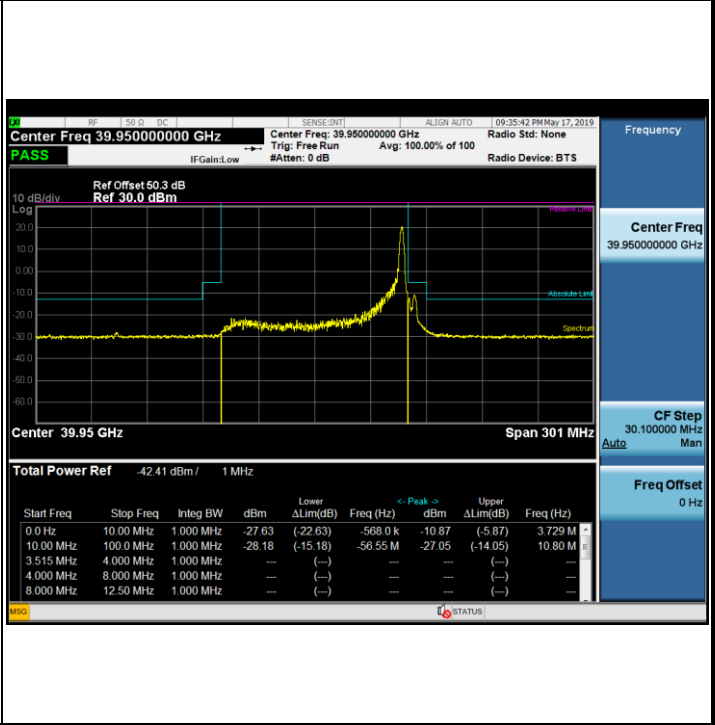 LXI RF 50 Ω DC SENSE:INT ALIGN AUTO 09:35:42 PM May 17, 2019
Center Freq 39.950000000 GHz
Center Freq: 39.950000000 GHz
Radio Std: None
PASS
IFGain:Low
Trig: Free Run
Avg: 100.00% of 100
#Atten: 0 dB
Radio Device: BTS
Ref Offset 50.3 dB
10 dB/div Ref 30.0 dBm
Log
Relative Limit
20.0
10.0
0.00
-10.0
Absolute Limit
-20.0
Spectrum
-30.0
-40.0
-50.0
-60.0
Center 39.95 GHz
Span 301 MHz
Total Power Ref -42.41 dBm / 1 MHz
Lower <- Peak -> Upper
Start Freq Stop Freq Integ BW dBm ΔLim(dB) Freq (Hz) dBm ΔLim(dB) Freq (Hz)
0.0 Hz 10.00 MHz 1.000 MHz -27.63 (-22.63) -568.0 k -10.87 (-5.87) 3.729 M
10.00 MHz 100.0 MHz 1.000 MHz -28.18 (-15.18) -56.55 M -27.05 (-14.05) 10.80 M
3.515 MHz 4.000 MHz 1.000 MHz --- (---) --- --- (---) ---
4.000 MHz 8.000 MHz 1.000 MHz --- (---) --- --- (---) ---
8.000 MHz 12.50 MHz 1.000 MHz --- (---) --- --- (---) ---
MSG
STATUS
Frequency
Center Freq
39.950000000 GHz
CF Step
30.100000 MHz
Auto Man
Freq Offset
0 Hz